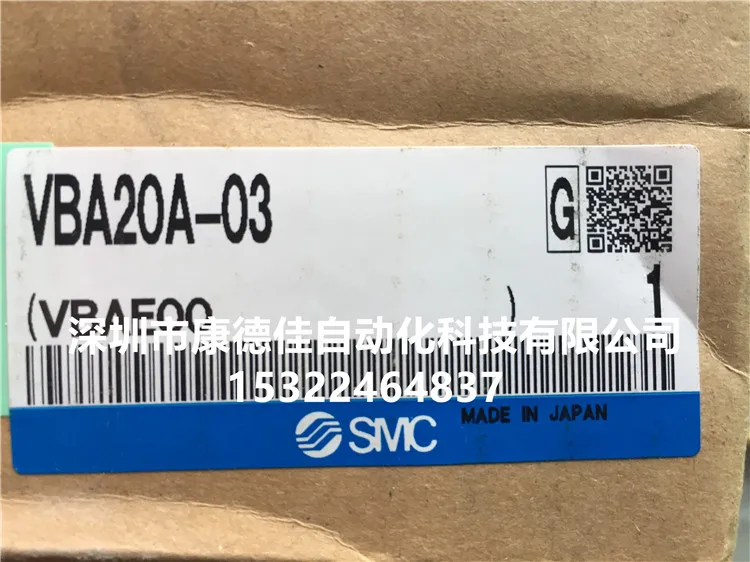 VBA20A-03
G
(VBAE00 )
1
深圳市康德佳自动化科技有限公司
15322464837
MADE IN JAPAN
SMC